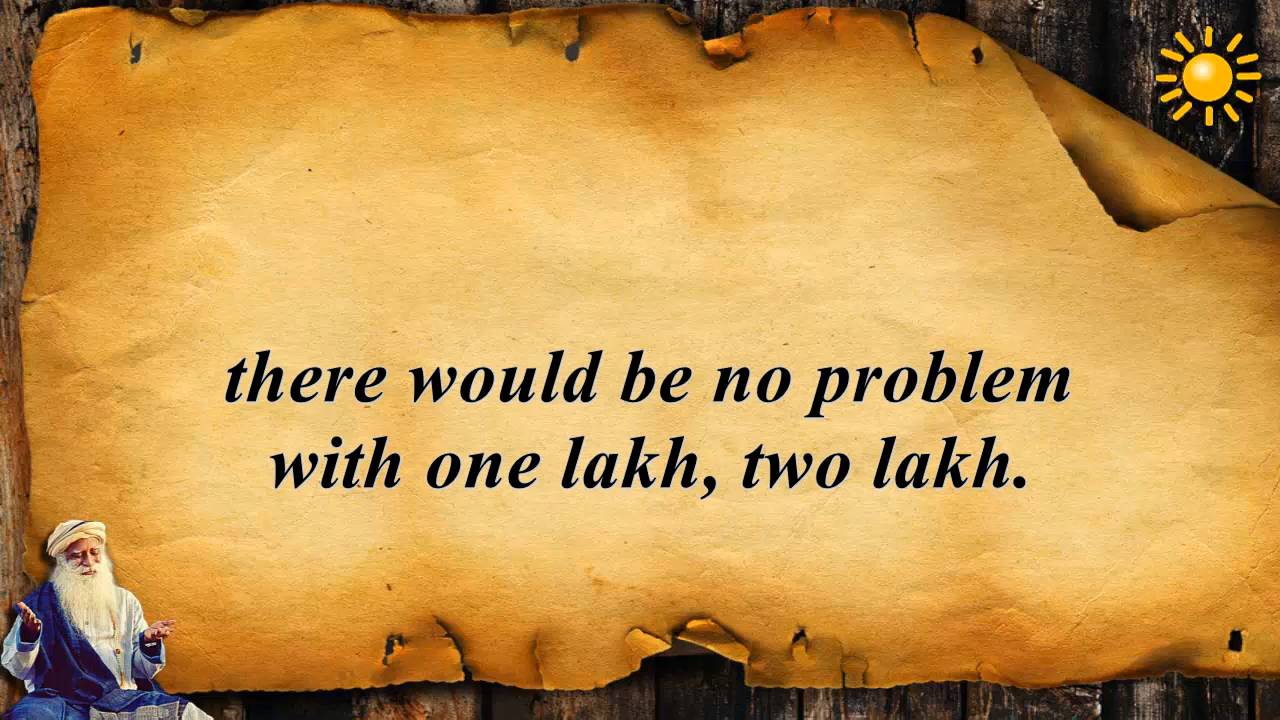 there would be no problem
with one lakh, two lakh.